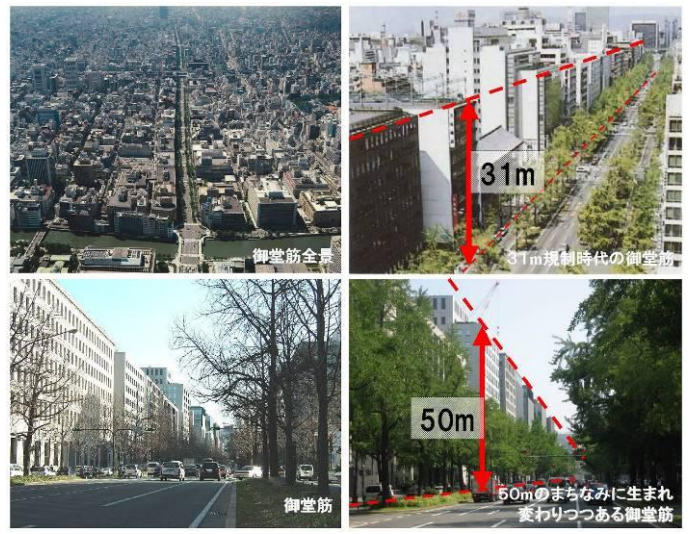 御堂筋全景
31m
31m規制時代の御堂筋
御堂筋
50m
50mのまちなみに生まれ
変わりつつある御堂筋